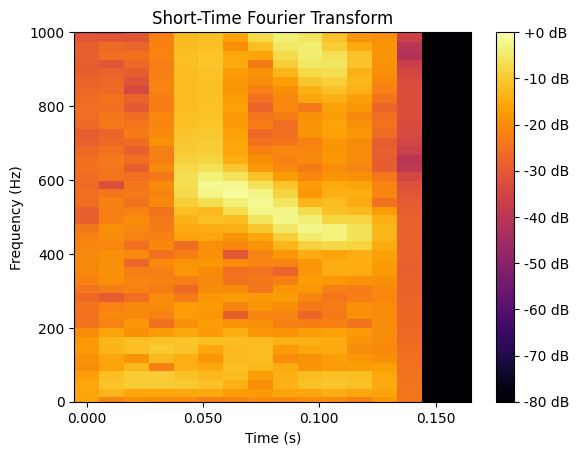 Short-Time Fourier Transform
1000
800
600
400
200
0
Frequency (Hz)
0.000
0.050
0.100
0.150
Time (s)
+0 dB
-10 dB
-20 dB
-30 dB
-40 dB
-50 dB
-60 dB
-70 dB
-80 dB